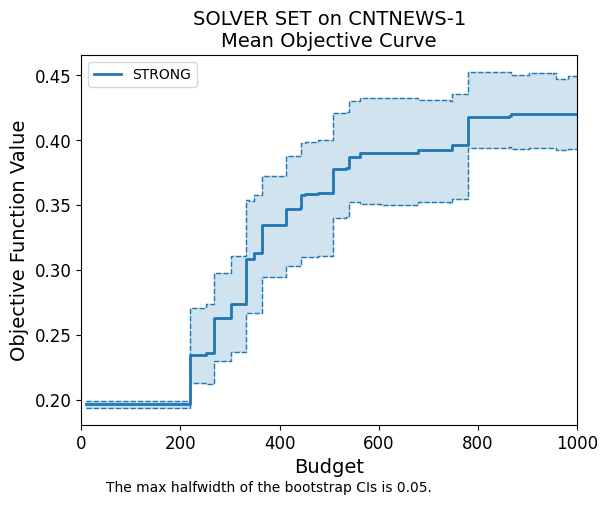 SOLVER SET on CNTNEWS-1
Mean Objective Curve
STRONG
Objective Function Value
0.45
0.40
0.35
0.30
0.25
0.20
0 200 400 600 800 1000
Budget
The max halfwidth of the bootstrap CIs is 0.05.